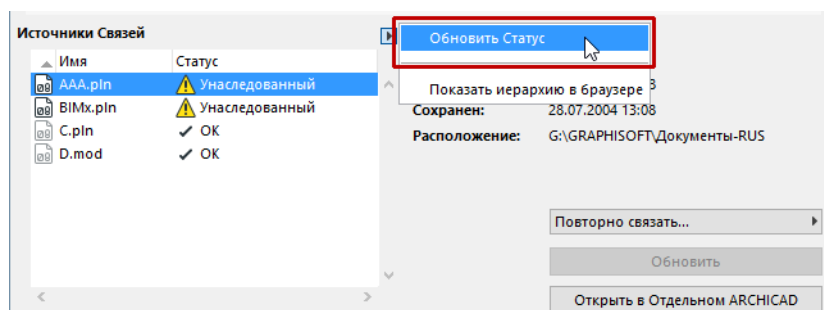 Источники Связей
Обновить Статус
Имя Статус
AAA.pln Унаследованный
Показать иерархию в браузере
BIMx.pln Унаследованный
Сохранен: 28.07.2004 13:08
C.pln OK
Расположение: G:\GRAPHISOFT\Документы-RUS
D.mod OK
Повторно связать...
Обновить
Открыть в Отдельном ARCHICAD